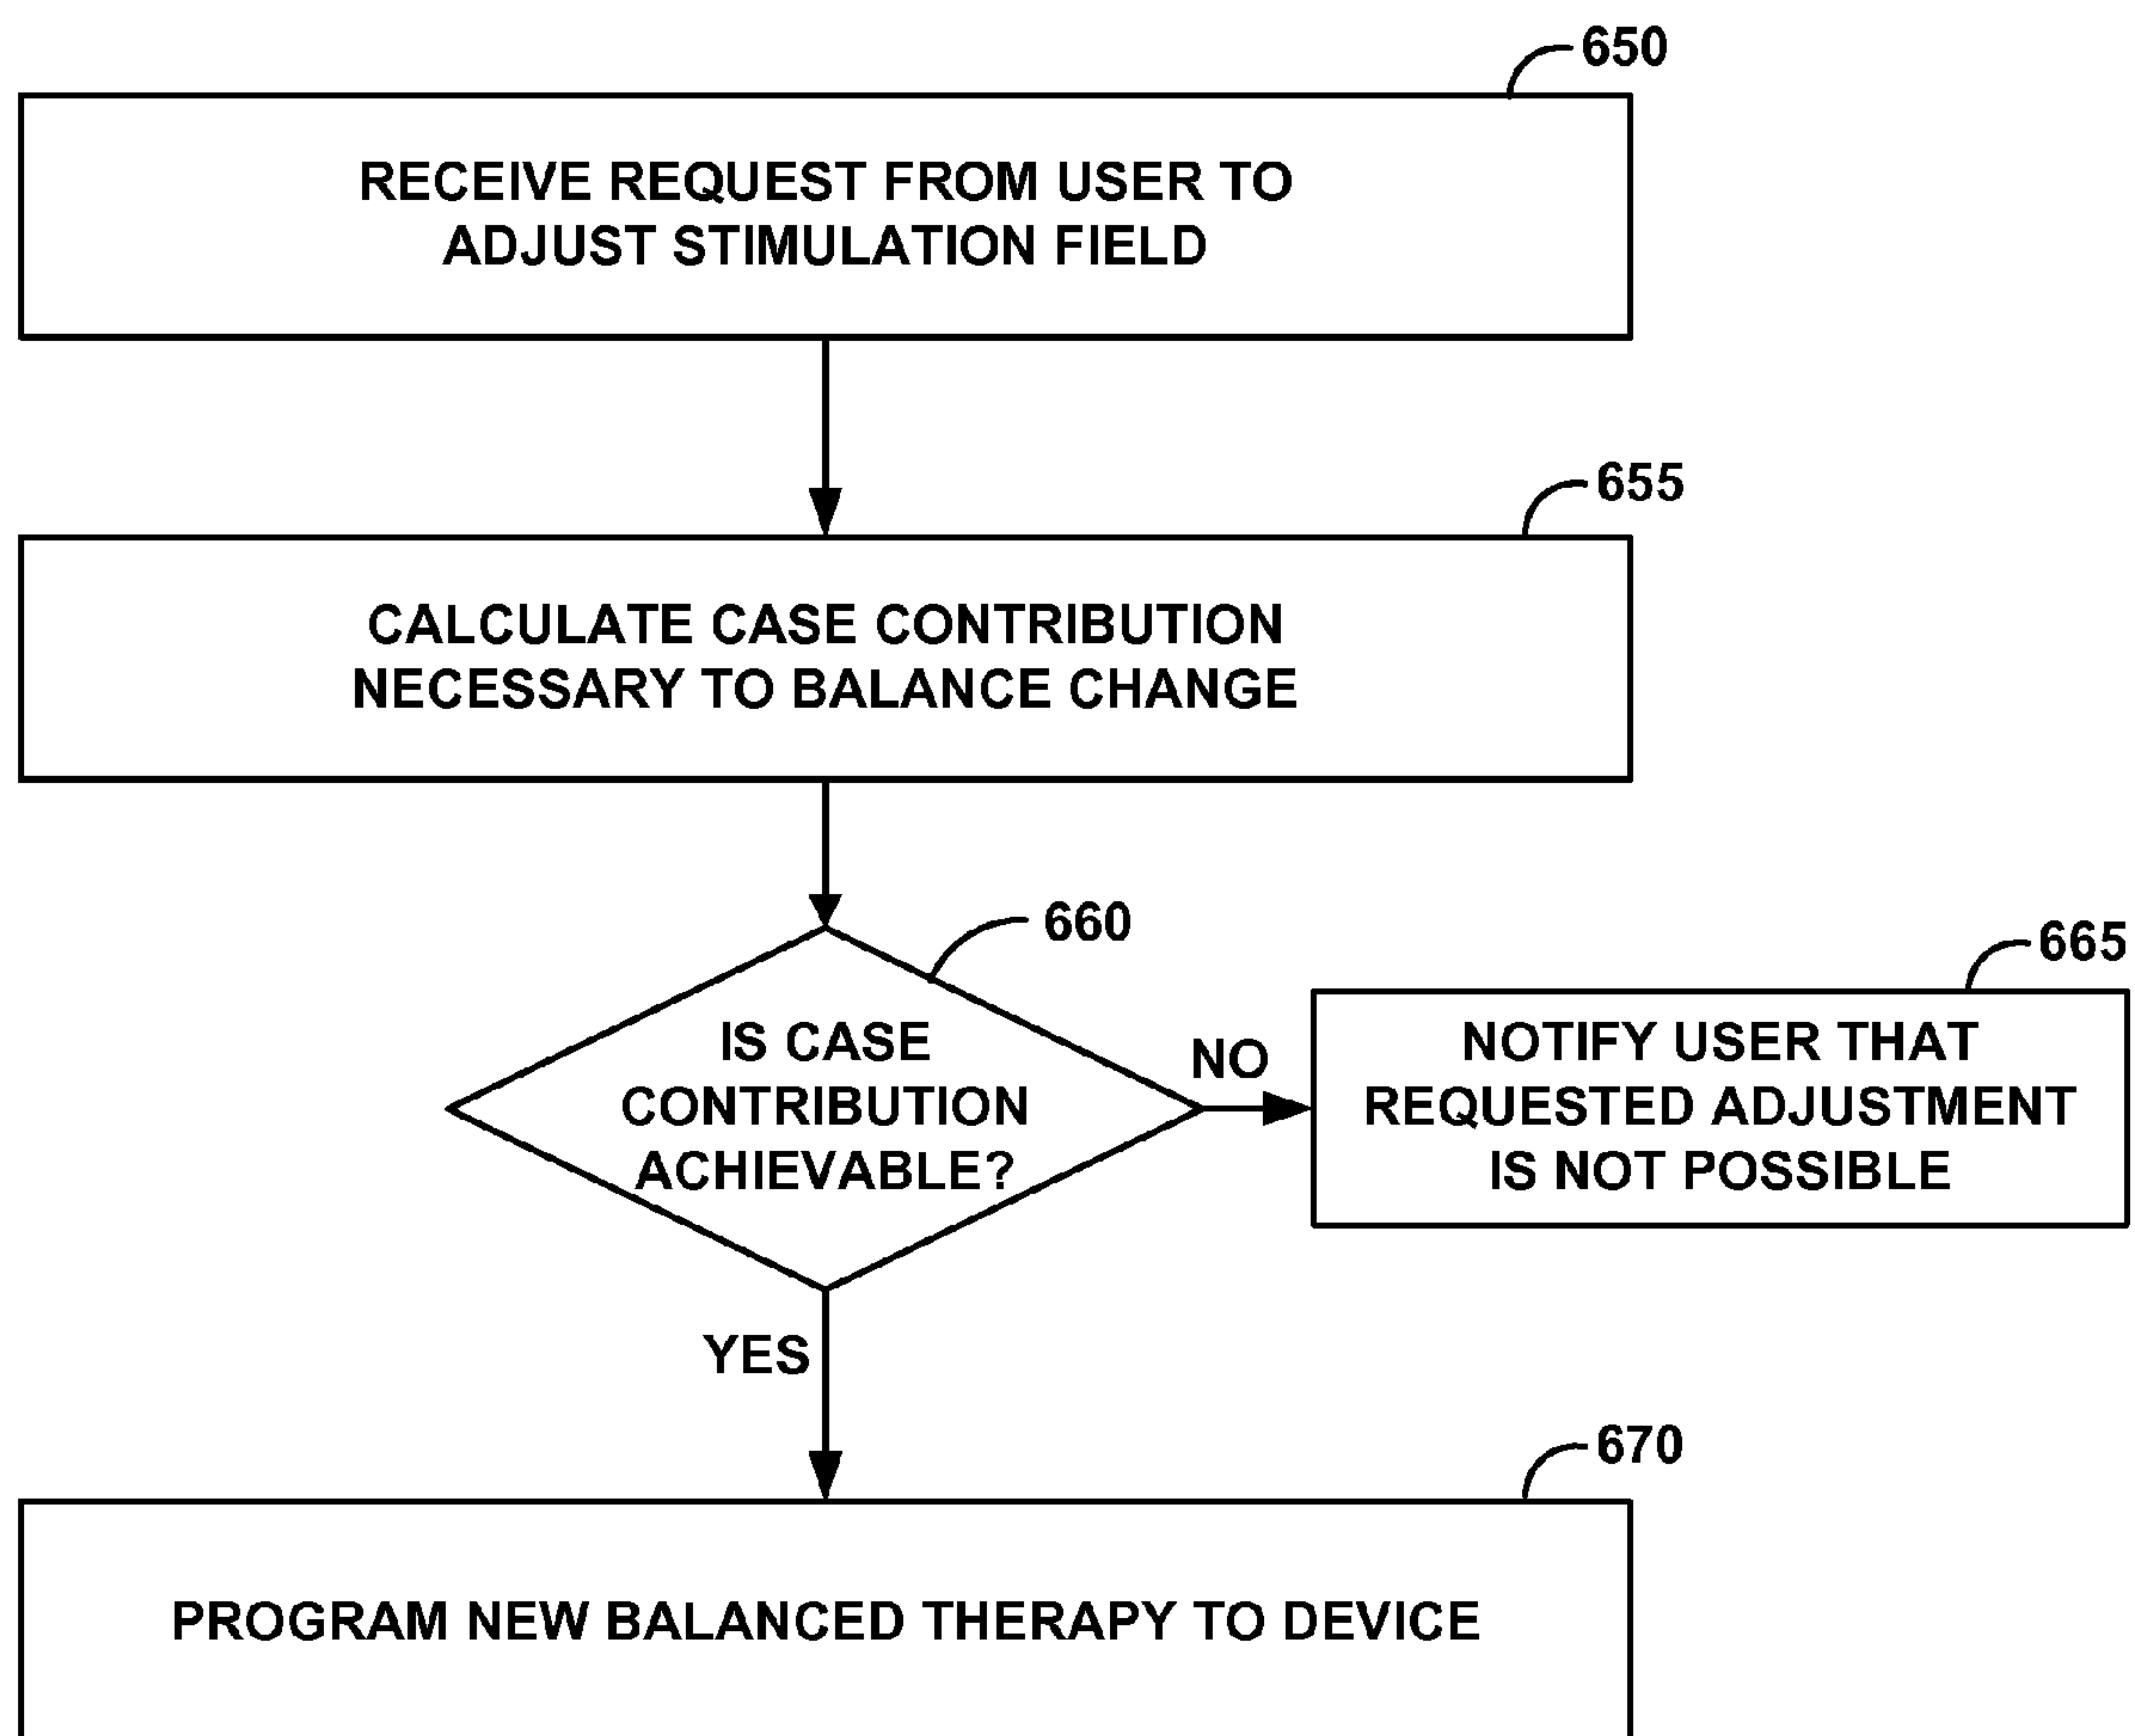 650
RECEIVE REQUEST FROM USER TO
ADJUST STIMULATION FIELD
655
CALCULATE CASE CONTRIBUTION
NECESSARY TO BALANCE CHANGE
660
IS CASE
CONTRIBUTION
ACHIEVABLE?
NO
665
NOTIFY USER THAT
REQUESTED ADJUSTMENT
IS NOT POSSIBLE
YES
670
PROGRAM NEW BALANCED THERAPY TO DEVICE